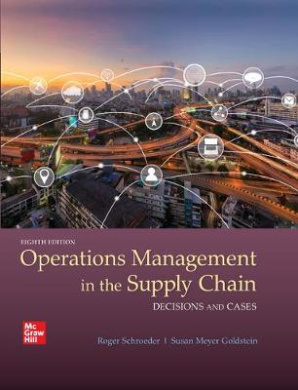 EIGHTH EDITION
Operations Management
in the Supply Chain
DECISIONS AND CASES
Mc
Graw
Hill
Roger Schroeder | Susan Meyer Goldstein